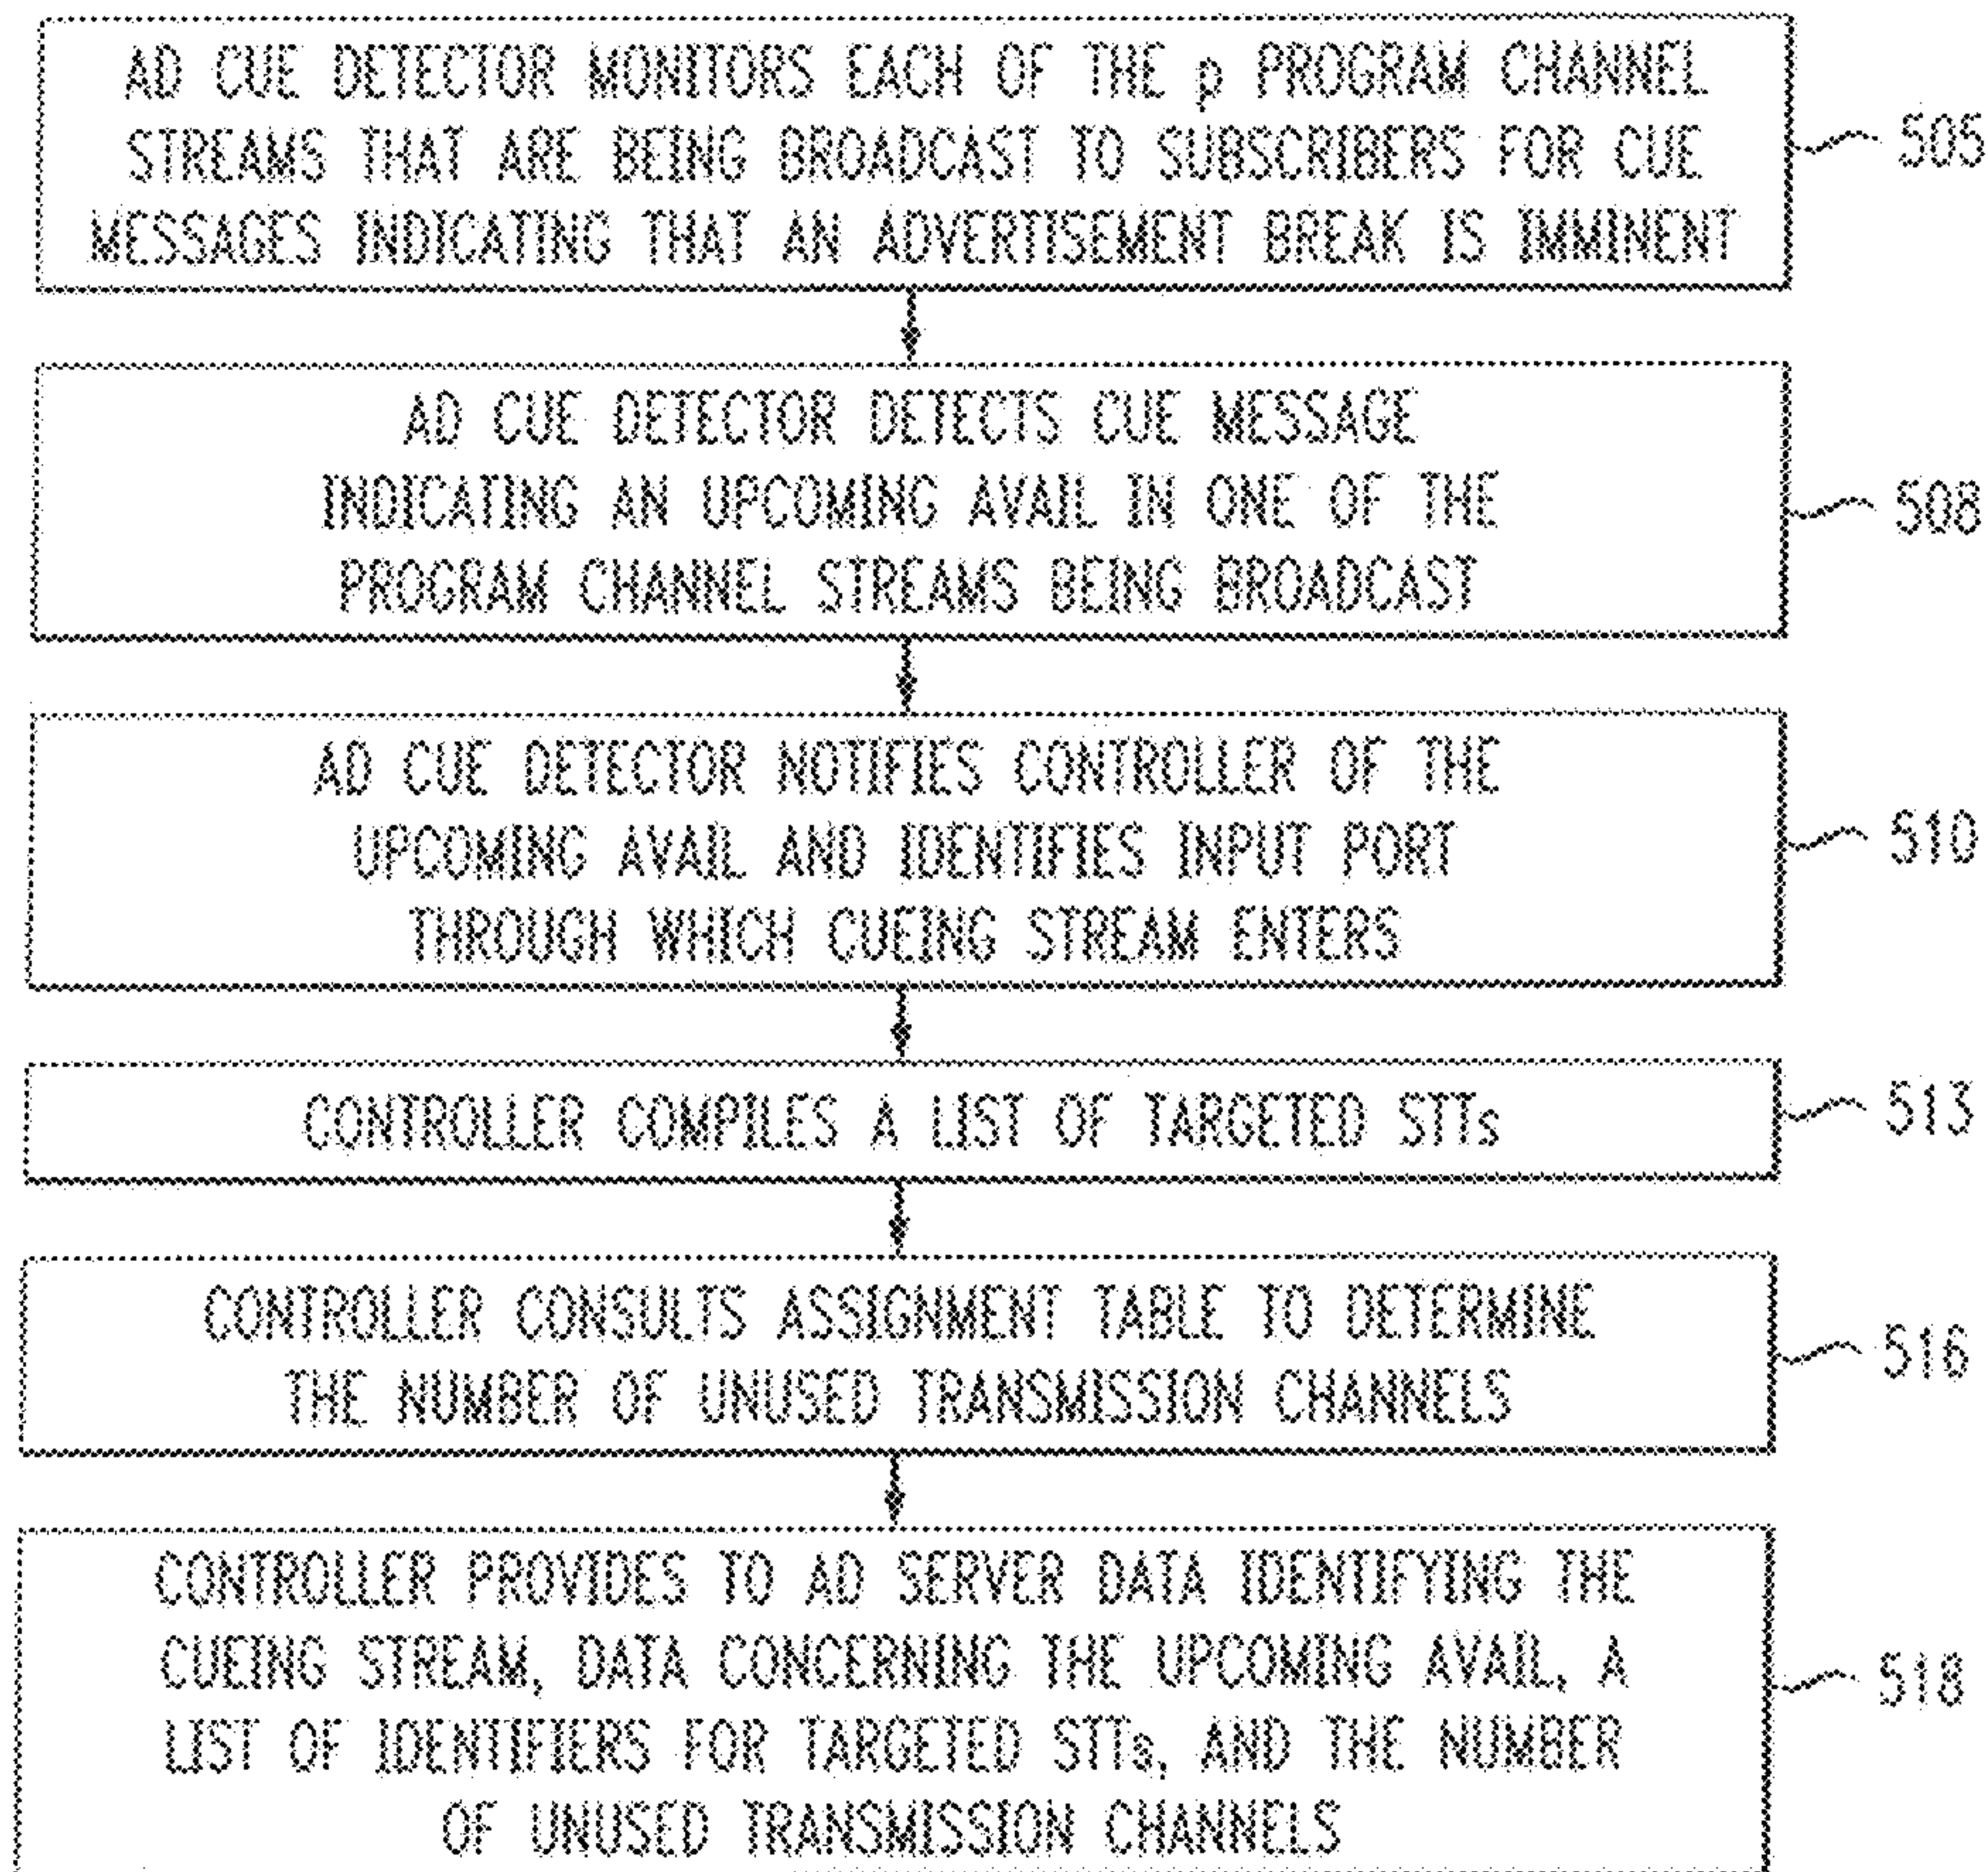 AD CUE DETECTOR MONITORS EACH OF THE p PROGRAM CHANNEL
STREAMS THAT ARE BEING BROADCAST TO SUBSCRIBERS FOR CUE
MESSAGES INDICATING THAT AN ADVERTISEMENT BREAK IS IMMINENT
505
AD CUE DETECTOR DETECTS CUE MESSAGE
INDICATING AN UPCOMING AVAIL IN ONE OF THE
PROGRAM CHANNEL STREAMS BEING BROADCAST
508
AD CUE DETECTOR NOTIFIES CONTROLLER OF THE
UPCOMING AVAIL AND IDENTIFIES INPUT PORT
THROUGH WHICH CUEING STREAM ENTERS
510
CONTROLLER COMPILES A LIST OF TARGETED STTs
513
CONTROLLER CONSULTS ASSIGNMENT TABLE TO DETERMINE
THE NUMBER OF UNUSED TRANSMISSION CHANNELS
516
CONTROLLER PROVIDES TO AD SERVER DATA IDENTIFYING THE
CUEING STREAM, DATA CONCERNING THE UPCOMING AVAIL, A
LIST OF IDENTIFIERS FOR TARGETED STTs, AND THE NUMBER
OF UNUSED TRANSMISSION CHANNELS
518